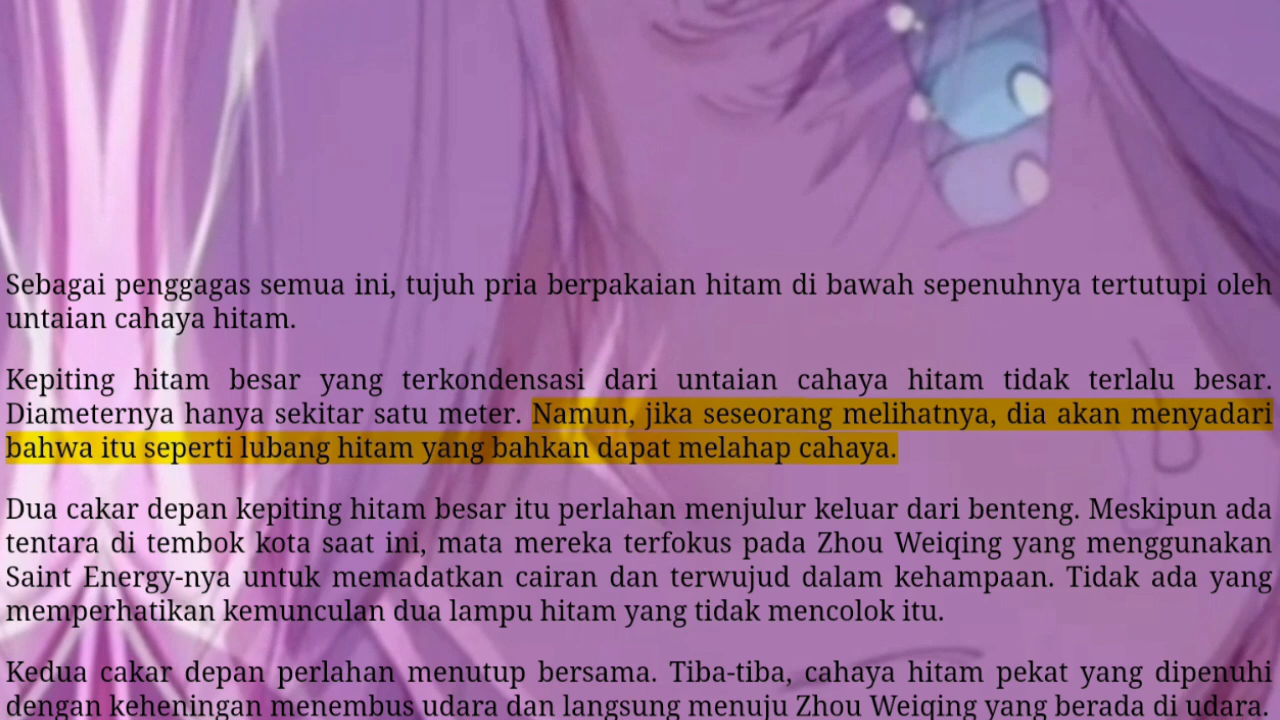 Sebagai penggagas semua ini, tujuh pria berpakaian hitam di bawah sepenuhnya tertutupi oleh
untaian cahaya hitam.
Kepiting hitam besar yang terkondensasi dari untaian cahaya hitam tidak terlalu besar.
Diameternya hanya sekitar satu meter. Namun, jika seseorang melihatnya, dia akan menyadari
bahwa itu seperti lubang hitam yang bahkan dapat melahap cahaya.
Dua cakar depan kepiting hitam besar itu perlahan menjulur keluar dari benteng. Meskipun ada
tentara di tembok kota saat ini, mata mereka terfokus pada Zhou Weiqing yang menggunakan
Saint Energy-nya untuk memadatkan cairan dan terwujud dalam kehampaan. Tidak ada yang
memperhatikan kemunculan dua lampu hitam yang tidak mencolok itu.
Kedua cakar depan perlahan menutup bersama. Tiba-tiba, cahaya hitam pekat yang dipenuhi
dengan keheningan menembus udara dan langsung menuju Zhou Weiqing yang berada di udara.